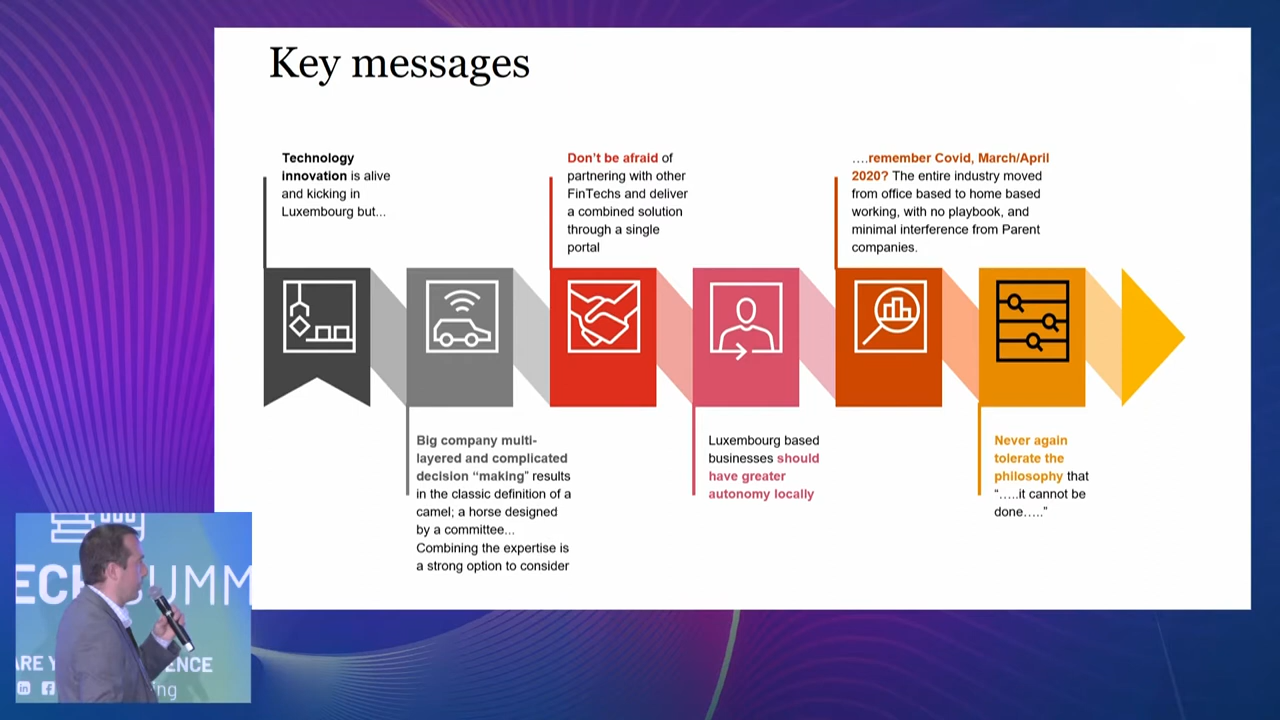 Key messages
Technology
innovation is alive
and kicking in
Luxembourg but...
Don't be afraid of
partnering with other
FinTechs and deliver
a combined solution
through a single
portal
....remember Covid, March/April
2020? The entire industry moved
from office based to home based
working, with no playbook, and
minimal interference from Parent
companies.
Big company multi-
layered and complicated
decision “making” results
in the classic definition of a
camel; a horse designed
by a committee...
Combining the expertise is
a strong option to consider
Luxembourg based
businesses should
have greater
autonomy locally
Never again
tolerate the
philosophy that
“.....it cannot be
done.....”
ECH SUMM
ARE Y ENCE
in f ing